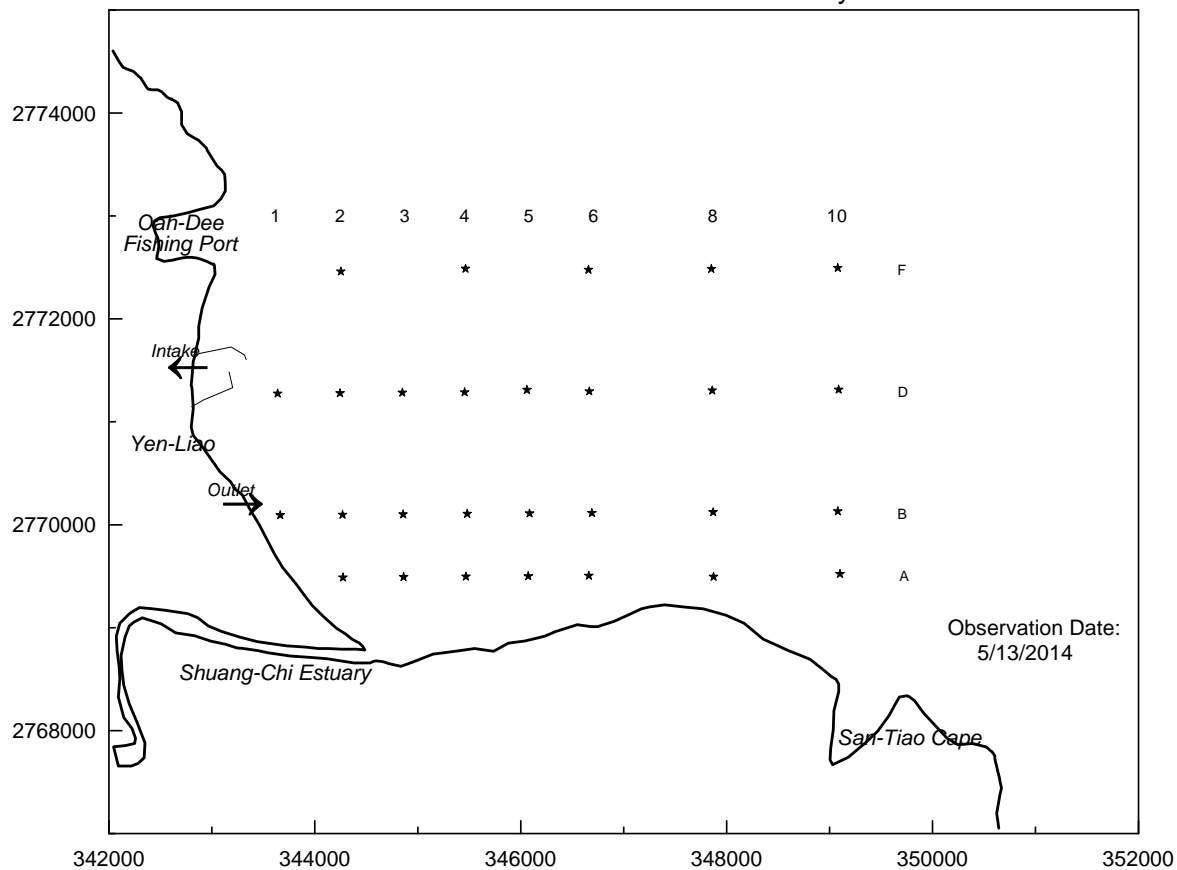 2774000
1 2 3 4 5 6 8 10
Oah-Dee
Fishing Port
F
2772000
Intake
D
Yen-Liao
Outlet
2770000
B
A
Observation Date:
5/13/2014
Shuang-Chi Estuary
2768000
San-Tiao Cape
342000 344000 346000 348000 350000 352000